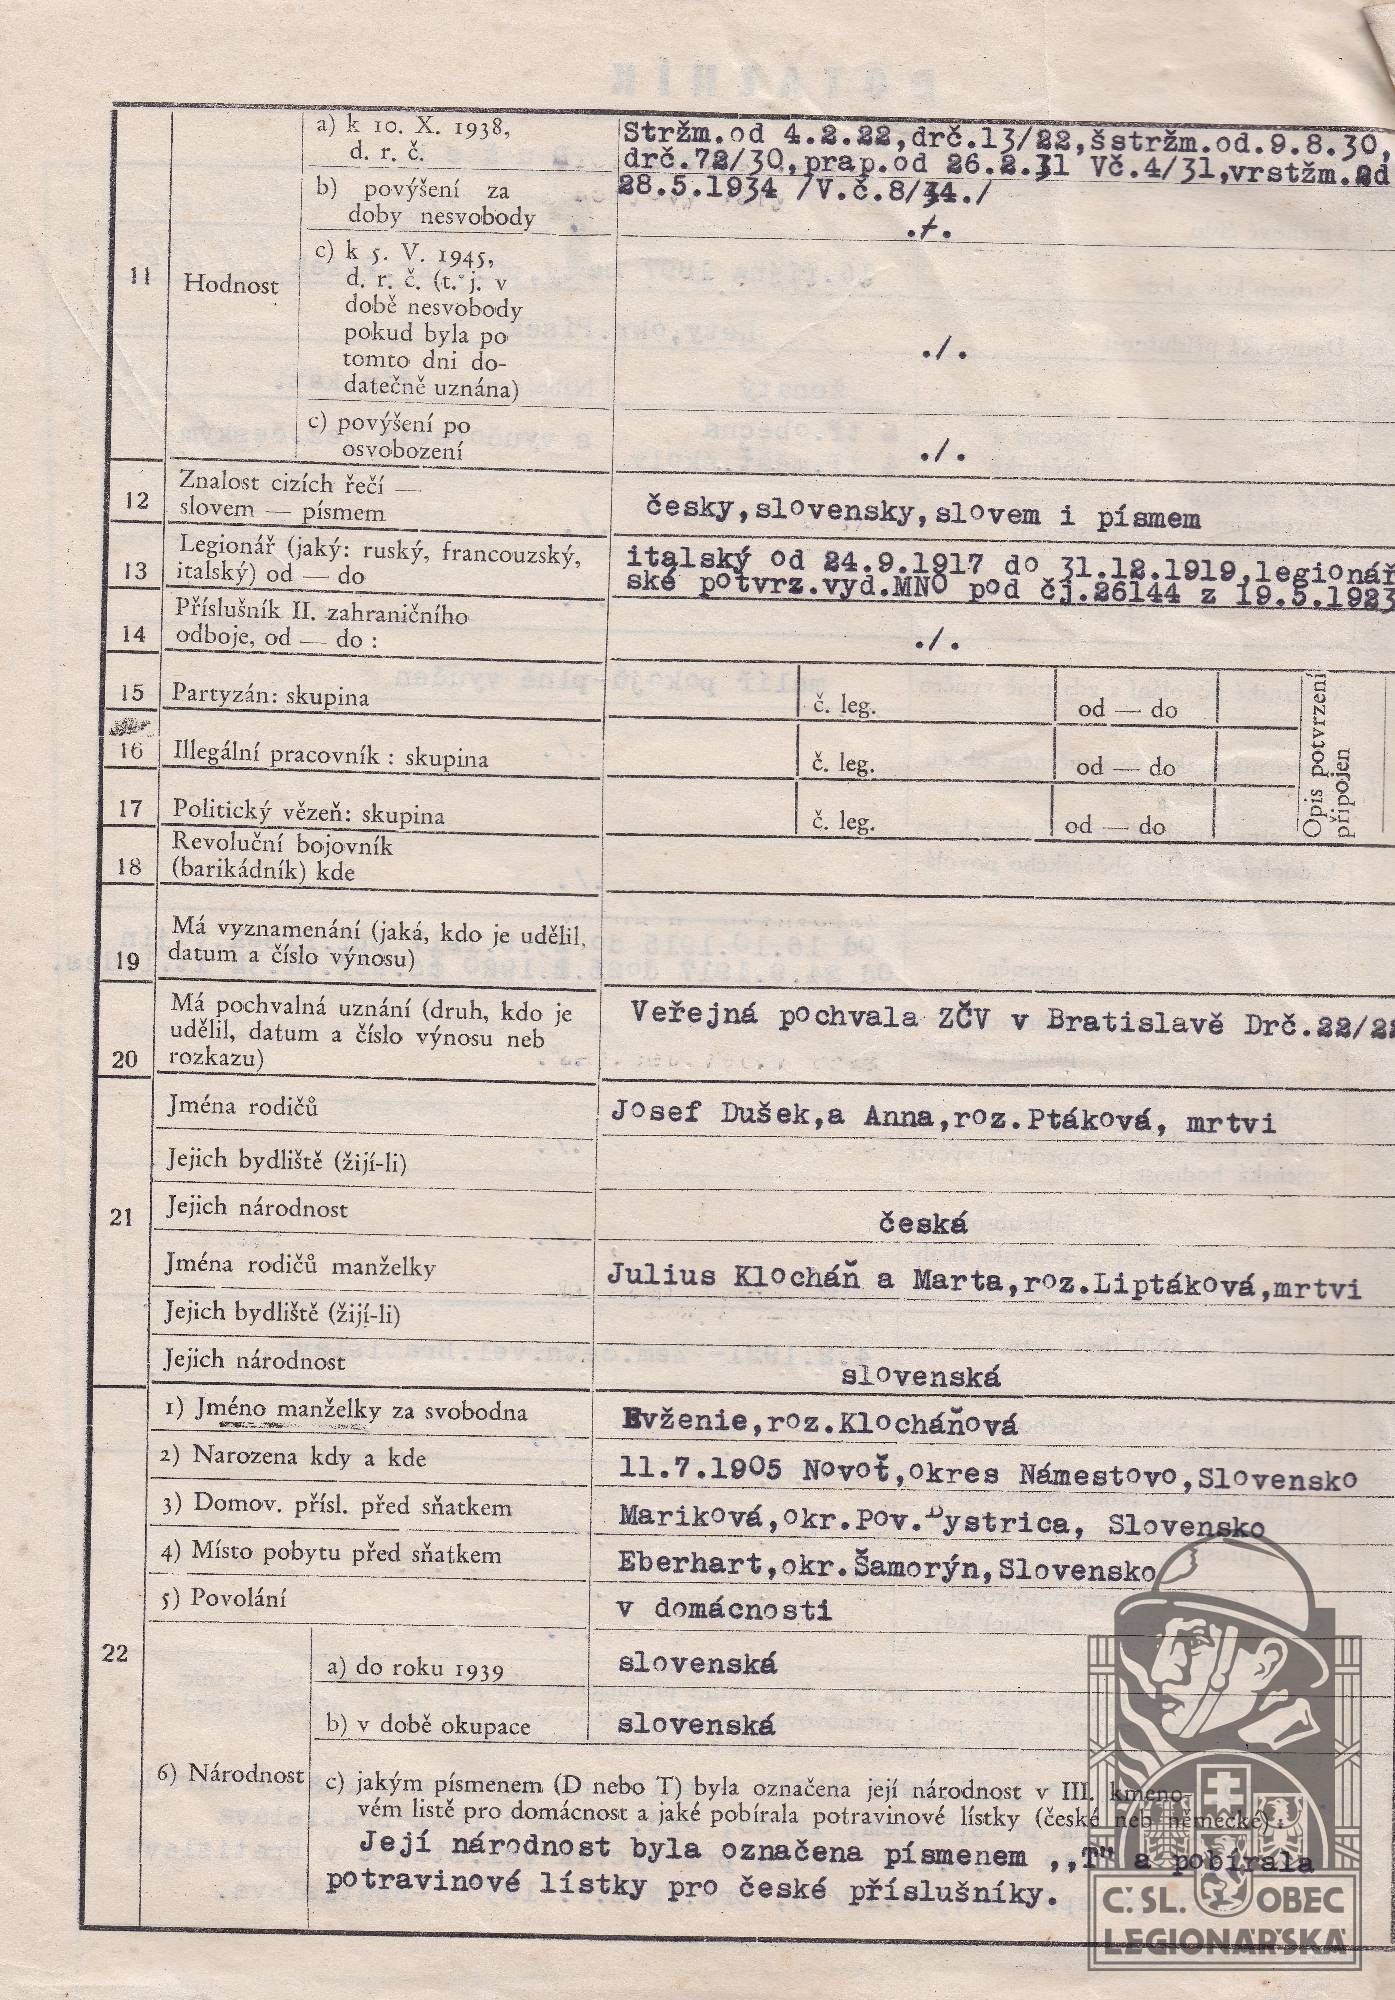 11
Hodnost
a) k 10. X. 1938,
d. r. č.
Stržm.od 4.2.22,drč.13/22,šstržm.od.9.8.30,
drč.72/30,prap.od 26.2.31 Vč.4/31,vrstžm.od
28.5.1934 /V.č.8/34./
b) povýšení za
doby nesvobody
./.
c) k 5. V. 1945,
d. r. č. (t. j. v
době nesvobody
pokud byla po
tomto dni do-
datečně uznána)
./.
c) povýšení po
osvobození
./.
12
Znalost cizích řečí —
slovem — písmem
česky,slovensky,slovem i písmem
13
Legionář (jaký: ruský, francouzský,
italský) od — do
italský od 24.9.1917 do 31.12.1919,legionář
ské potvrz.vyd.MNO pod čj.26144 z 19.5.1923
14
Příslušník II. zahraničního
odboje, od — do :
./.
15
Partyzán: skupina
č. leg.
od — do
16
Illegální pracovník : skupina
č. leg.
od — do
17
Politický vězeň: skupina
č. leg.
od — do
Opis potvrzení
připojen
18
Revoluční bojovník
(barikádník) kde
19
Má vyznamenání (jaká, kdo je udělil,
datum a číslo výnosu)
20
Má pochvalná uznání (druh, kdo je
udělil, datum a číslo výnosu neb
rozkazu)
Veřejná pochvala ZČV v Bratislavě Drč.22/22
21
Jména rodičů
Josef Dušek,a Anna,roz.Ptáková, mrtvi
Jejich bydliště (žijí-li)
Jejich národnost
česká
Jména rodičů manželky
Julius Klocháň a Marta,roz.Liptáková,mrtvi
Jejich bydliště (žijí-li)
Jejich národnost
slovenská
22
1) Jméno manželky za svobodna
Evženie,roz.Klocháňová
2) Narozena kdy a kde
11.7.1905 Novoť,okres Námestovo,Slovensko
3) Domov. přísl. před sňatkem
Mariková,okr.Pov.Bystrica, Slovensko
4) Místo pobytu před sňatkem
Eberhart,okr.Šamorýn,Slovensko
5) Povolání
v domácnosti
6) Národnost
a) do roku 1939
slovenská
b) v době okupace
slovenská
c) jakým písmenem (D nebo T) byla označena její národnost v III. kmeno-
vém listě pro domácnost a jaké pobírala potravinové lístky (české neb německé) :
Její národnost byla označena písmenem ,,T" a pobírala
potravinové lístky pro české příslušníky.
Č. SL. OBEC
LEGIONÁŘSKÁ